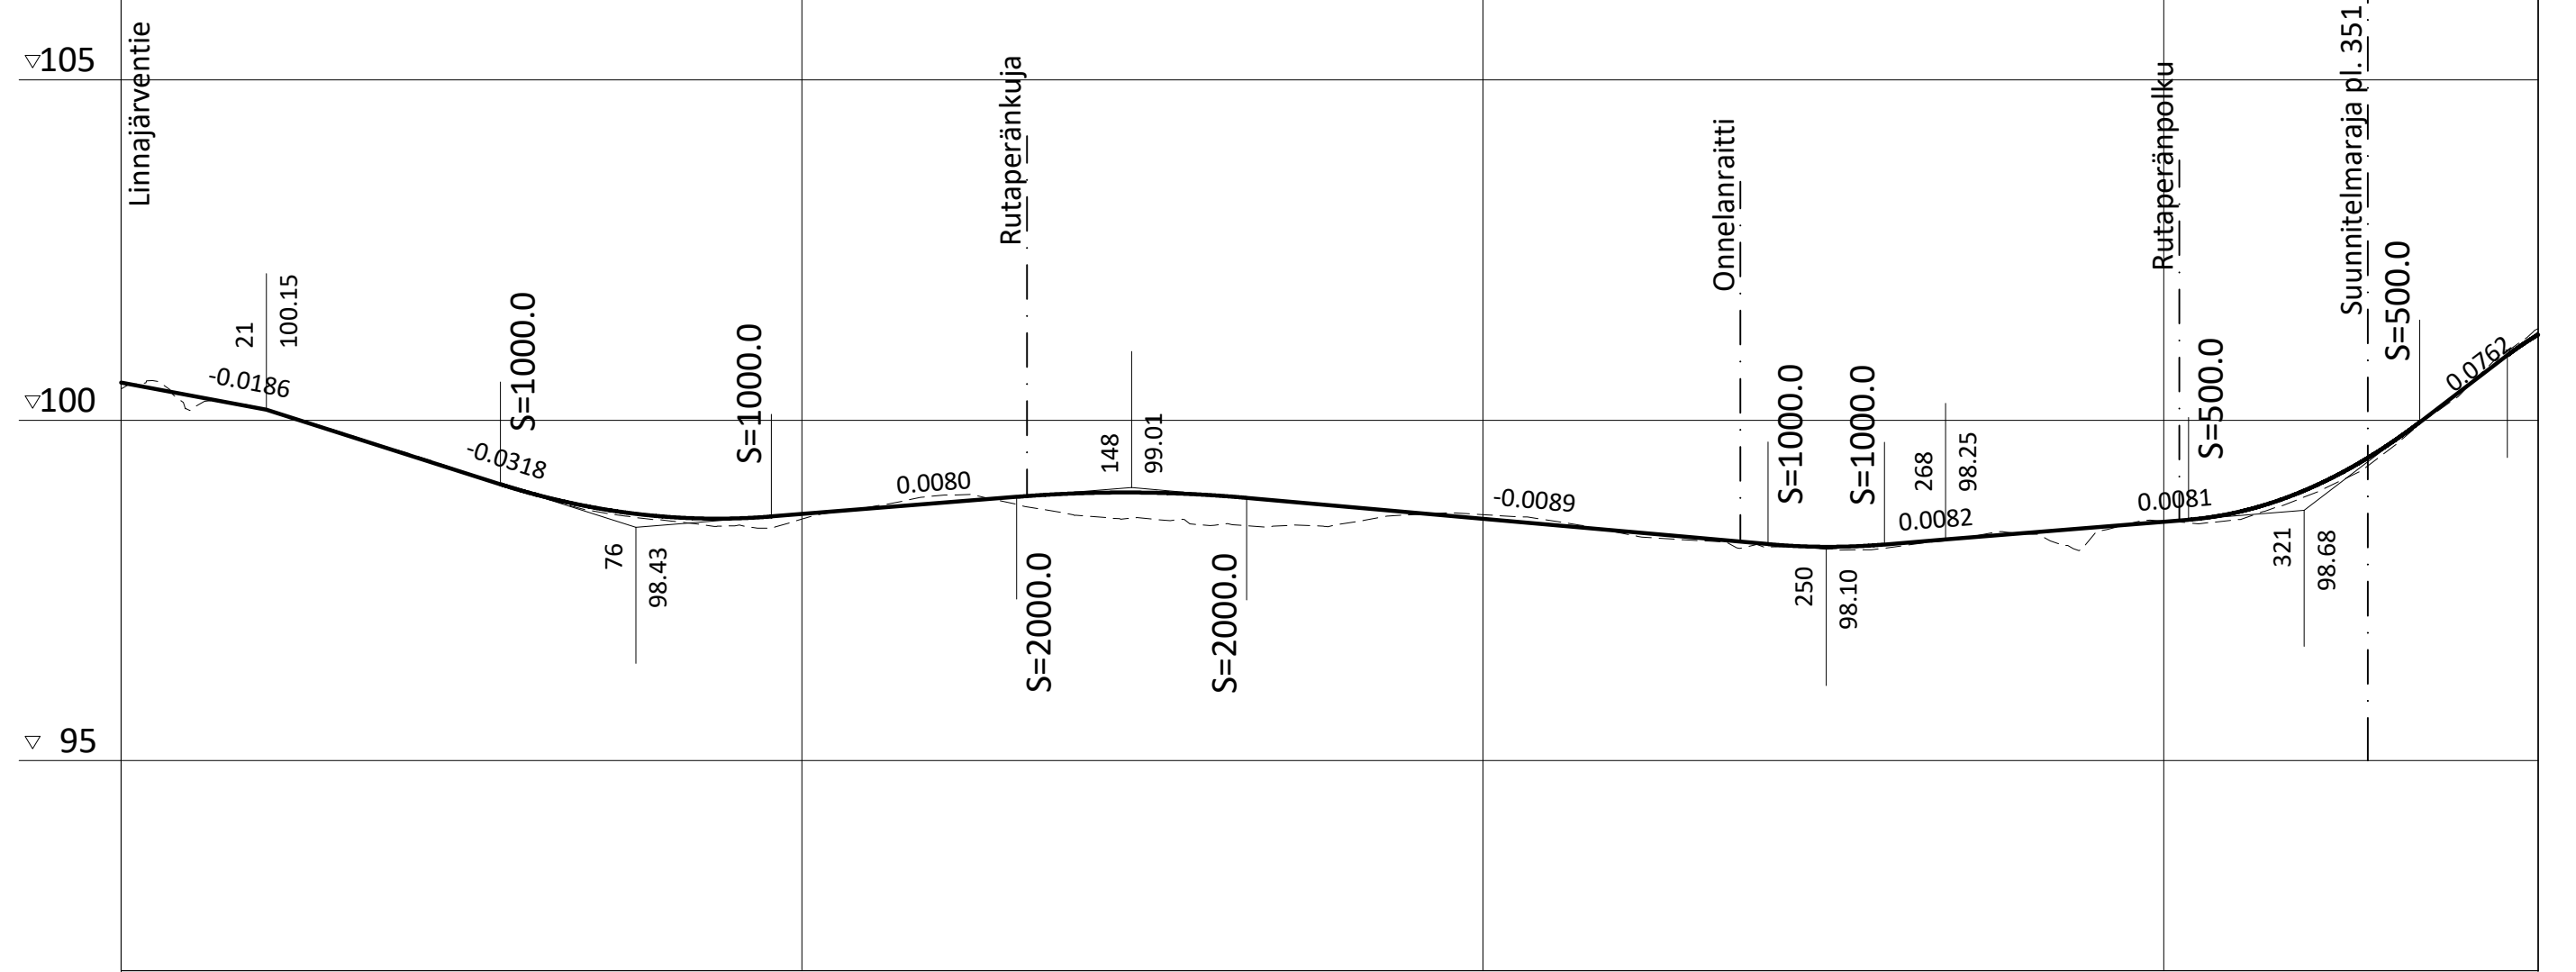 105
100
95
Linnajärventie
21
100.15
-0.0186
-0.0318
S=1000.0
76
98.43
S=1000.0
0.0080
Rutaperänkuja
S=2000.0
148
99.01
S=2000.0
-0.0089
Onnelanraitti
S=1000.0
250
98.10
S=1000.0
268
98.25
0.0082
0.0081
Rutaperänpolku
S=500.0
321
98.68
Suunnitelmaraja pl. 351
S=500.0
0.0762